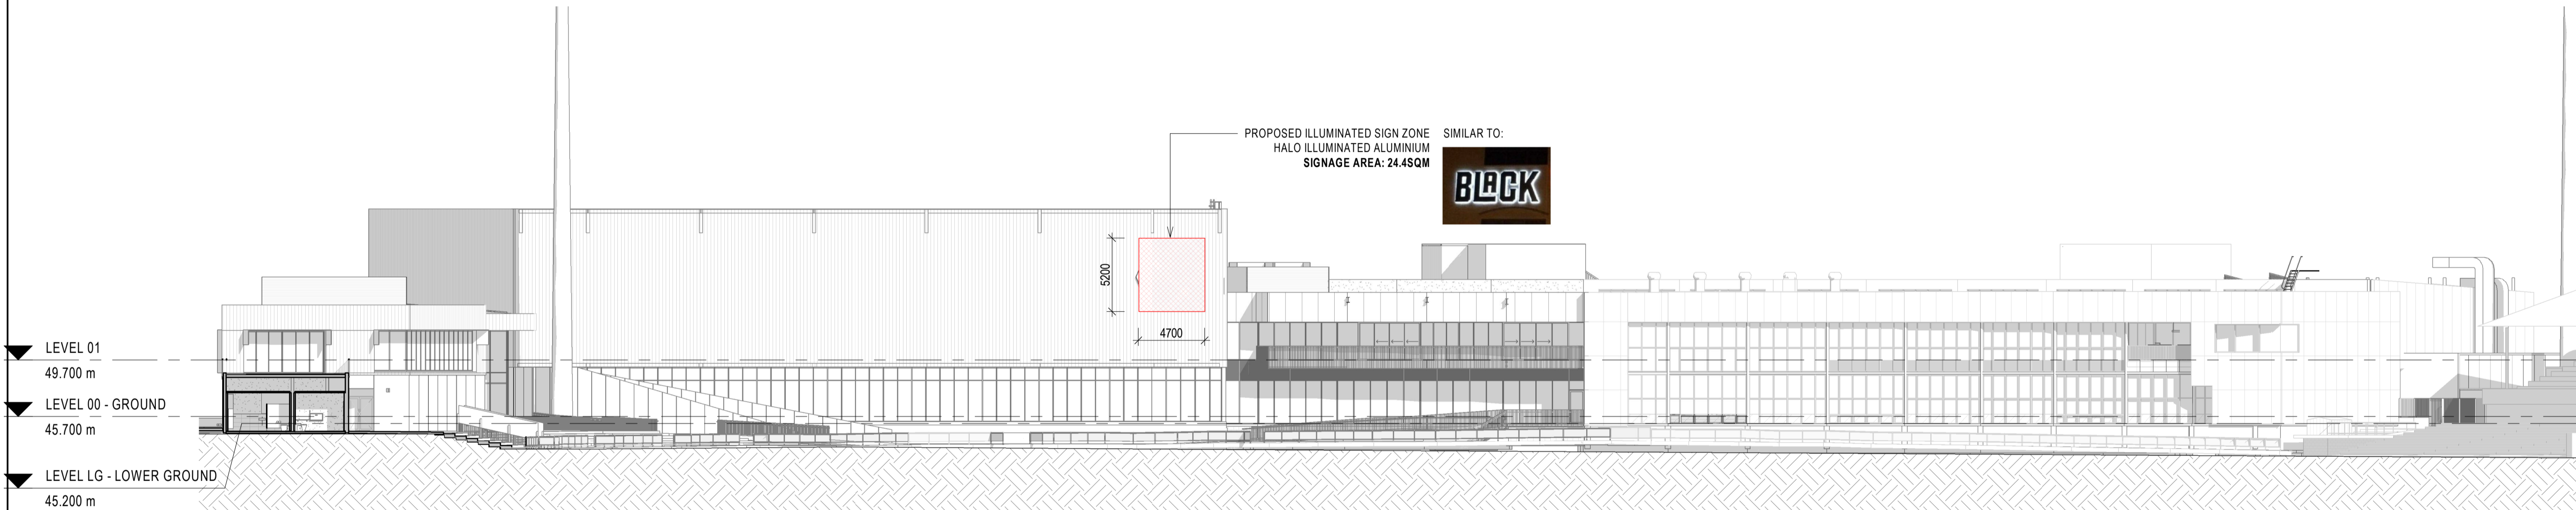 PROPOSED ILLUMINATED SIGN ZONE
HALO ILLUMINATED ALUMINIUM
SIGNAGE AREA: 24.4SQM
SIMILAR TO:
BLACK
5200
4700
LEVEL 01
49.700 m
LEVEL 00 - GROUND
45.700 m
LEVEL LG - LOWER GROUND
45.200 m